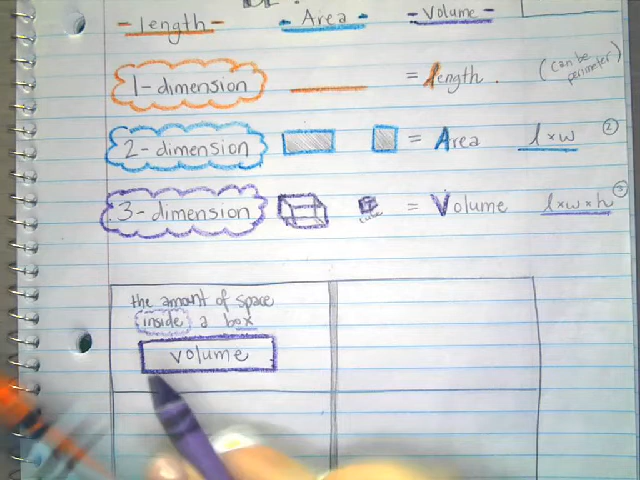 - length - - Area - - Volume -
1-dimension = length. (can be perimeter)
2-dimension = Area l x w ②
3-dimension = Volume l x w x h ③
the amount of space
inside a box
volume